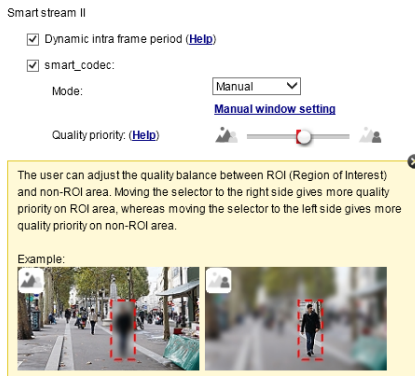 Smart stream II
Dynamic intra frame period (Help)
smart_codec:
Mode: Manual
Manual window setting
Quality priority: (Help)
The user can adjust the quality balance between ROI (Region of Interest)
and non-ROI area. Moving the selector to the right side gives more quality
priority on ROI area, whereas moving the selector to the left side gives more
quality priority on non-ROI area.
Example: